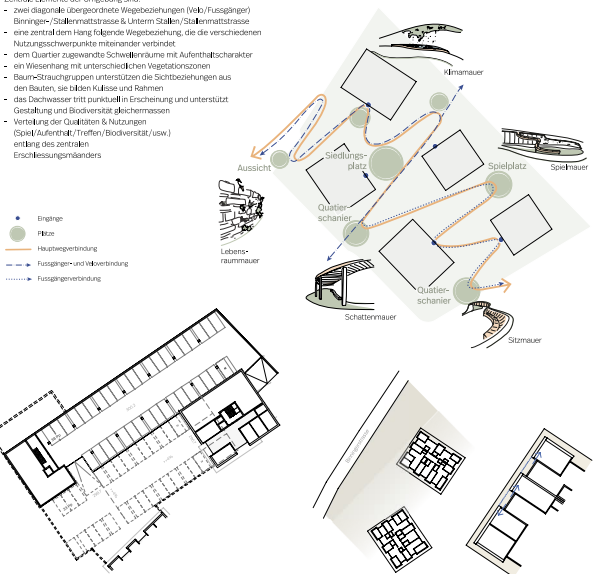 Zentrale Elemente der Umgebung sind:
- zwei diagonale übergeordnete Wegebeziehungen (Velo/Fussgänger)
Binninger-/Stallenmattstrasse & Unterm Stallen/Stallenmattstrasse
- eine zentral dem Hang folgende Wegebeziehung, die die verschiedenen
Nutzungsschwerpunkte miteinander verbindet
- dem Quartier zugewandte Schwellenräume mit Aufenthaltscharakter
- ein Wiesenhang mit unterschiedlichen Vegetationszonen
- Baum-Strauchgruppen unterstützen die Sichtbeziehungen aus
den Bauten, sie bilden Kulisse und Rahmen
- das Dachwasser tritt punktuell in Erscheinung und unterstützt
Gestaltung und Biodiversität gleichermassen
- Verteilung der Qualitäten & Nutzungen
(Spiel/Aufenthalt/Treffen/Biodiversität/usw.)
entlang des zentralen
Erschliessungsmäanders
Klimamauer
Aussicht
Siedlungs-
platz
Spielplatz
Spielmauer
Quatier-
schanier
Lebens-
raummauer
Quatier-
schanier
Schattenmauer
Sitzmauer
Eingänge
Plätze
Hauptwegverbindung
Fussgänger- und Veloverbindung
Fussgängerverbindung